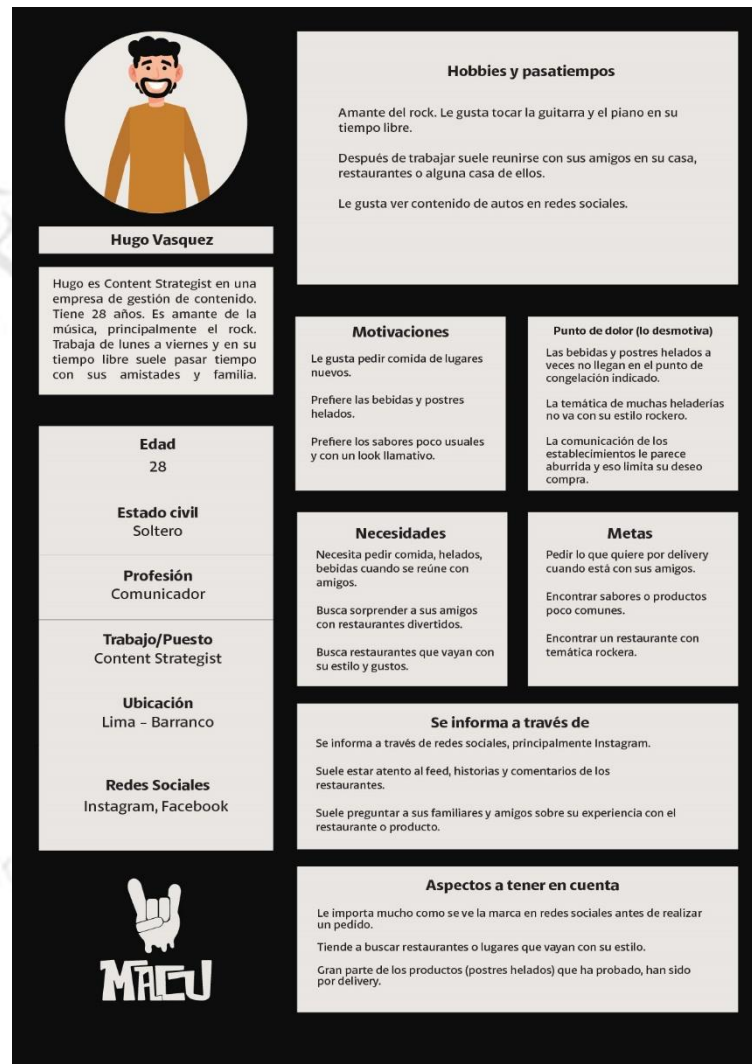 Hugo Vasquez
Hugo es Content Strategist en una
empresa de gestión de contenido.
Tiene 28 años. Es amante de la
música, principalmente el rock.
Trabaja de lunes a viernes y en su
tiempo libre suele pasar tiempo
con sus amistades y familia.
Edad
28
Estado civil
Soltero
Profesión
Comunicador
Trabajo/Puesto
Content Strategist
Ubicación
Lima – Barranco
Redes Sociales
Instagram, Facebook
MACU
Hobbies y pasatiempos
Amante del rock. Le gusta tocar la guitarra y el piano en su
tiempo libre.
Después de trabajar suele reunirse con sus amigos en su casa,
restaurantes o alguna casa de ellos.
Le gusta ver contenido de autos en redes sociales.
Motivaciones
Le gusta pedir comida de lugares
nuevos.
Prefiere las bebidas y postres
helados.
Prefiere los sabores poco usuales
y con un look llamativo.
Punto de dolor (lo desmotiva)
Las bebidas y postres helados a
veces no llegan en el punto de
congelación indicado.
La temática de muchas heladerías
no va con su estilo rockero.
La comunicación de los
establecimientos le parece
aburrida y eso limita su deseo
compra.
Necesidades
Necesita pedir comida, helados,
bebidas cuando se reúne con
amigos.
Busca sorprender a sus amigos
con restaurantes divertidos.
Busca restaurantes que vayan con
su estilo y gustos.
Metas
Pedir lo que quiere por delivery
cuando está con sus amigos.
Encontrar sabores o productos
poco comunes.
Encontrar un restaurante con
temática rockera.
Se informa a través de
Se informa a través de redes sociales, principalmente Instagram.
Suele estar atento al feed, historias y comentarios de los
restaurantes.
Suele preguntar a sus familiares y amigos sobre su experiencia con el
restaurante o producto.
Aspectos a tener en cuenta
Le importa mucho como se ve la marca en redes sociales antes de realizar
un pedido.
Tiende a buscar restaurantes o lugares que vayan con su estilo.
Gran parte de los productos (postres helados) que ha probado, han sido
por delivery.